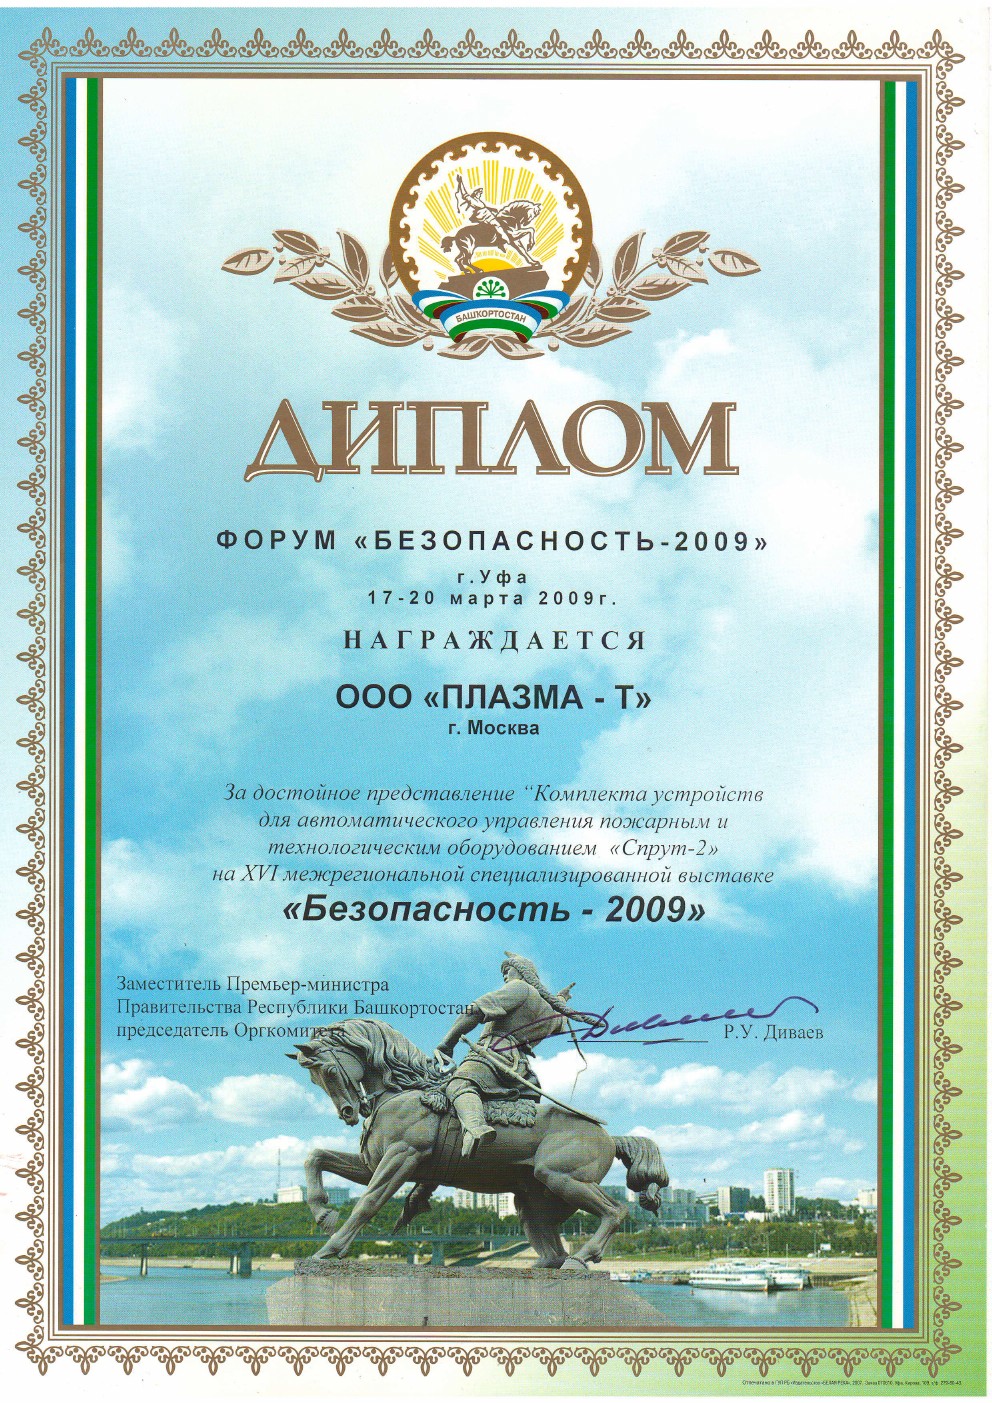 БАШКОРТОСТАН
ДИПЛОМ
ФОРУМ «БЕЗОПАСНОСТЬ-2009»
г.Уфа
17-20 марта 2009г.
НАГРАЖДАЕТСЯ
ООО «ПЛАЗМА - Т»
г. Москва
За достойное представление “Комплекта устройств
для автоматического управления пожарным и
технологическим оборудованием «Спрут-2»
на XVI межрегиональной специализированной выставке
«Безопасность - 2009»
Заместитель Премьер-министра
Правительства Республики Башкортостан,
председатель Оргкомитета
Р.У. Диваев